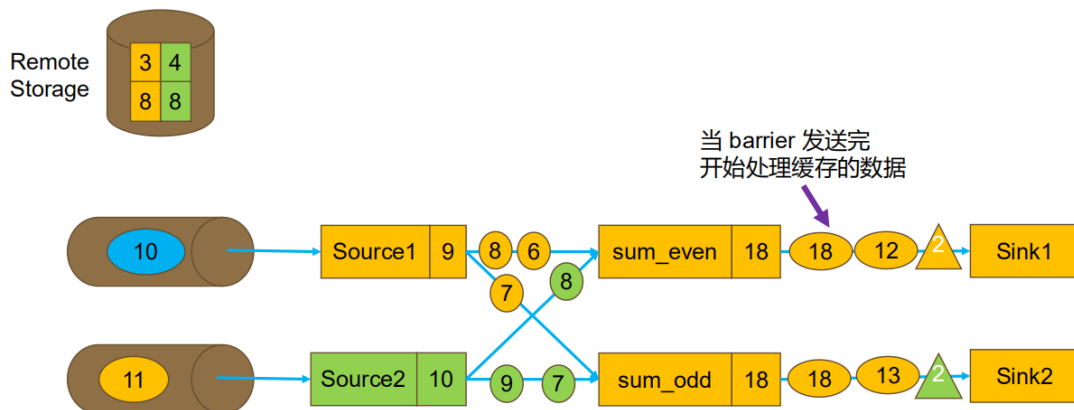 Remote
Storage
3 4
8 8
当 barrier 发送完
开始处理缓存的数据
10
Source1 9
8 6
7
8
sum_even 18
18 12 2
Sink1
11
Source2 10
9 7
sum_odd 18
18 13 2
Sink2